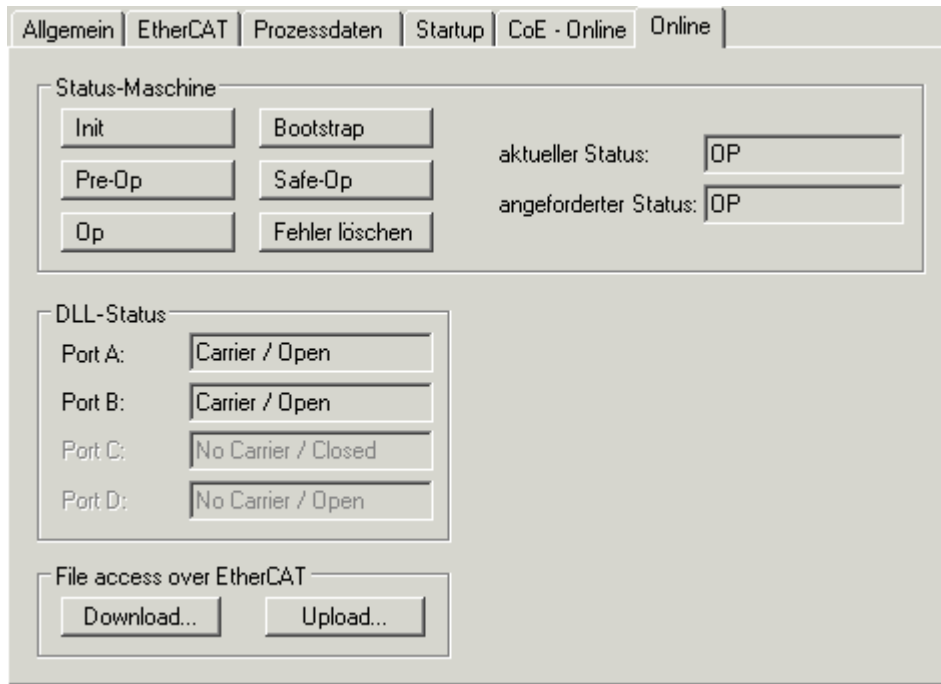 Allgemein EtherCAT Prozessdaten Startup CoE - Online Online
Status-Maschine
Init Bootstrap
aktueller Status: OP
Pre-Op Safe-Op
angeforderter Status: OP
Op Fehler löschen
DLL-Status
Port A: Carrier / Open
Port B: Carrier / Open
Port C: No Carrier / Closed
Port D: No Carrier / Open
File access over EtherCAT
Download... Upload...